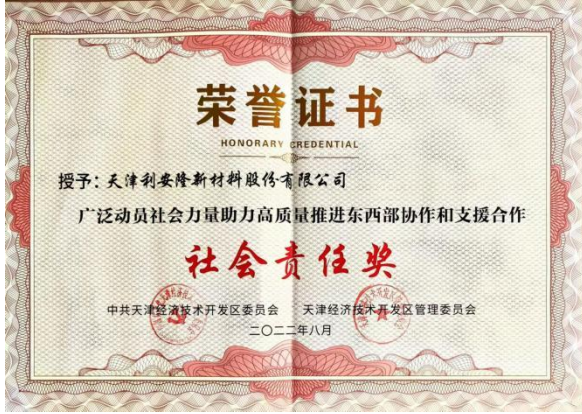 荣誉证书
HONORARY CREDENTIAL
授予：天津利安隆新材料股份有限公司
广泛动员社会力量助力高质量推进东西部协作和支援合作
社会责任奖
中共天津经济技术开发区委员会 天津经济技术开发区管理委员会
二〇二二年八月